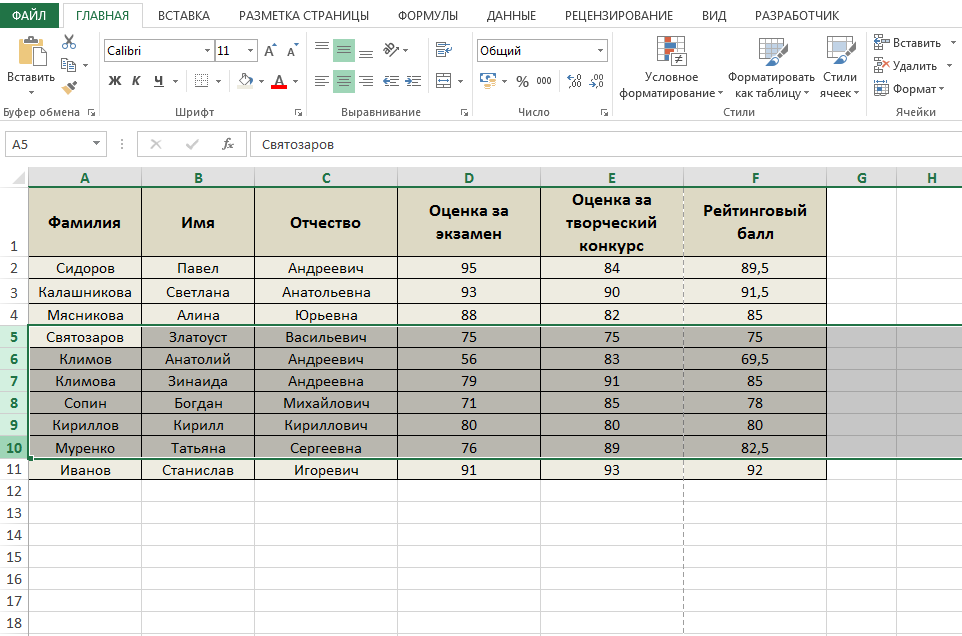 ФАЙЛ ГЛАВНАЯ ВСТАВКА РАЗМЕТКА СТРАНИЦЫ ФОРМУЛЫ ДАННЫЕ РЕЦЕНЗИРОВАНИЕ ВИД РАЗРАБОТЧИК
Вставить
Calibri 11
Ж К Ч А
Общий
% 000
Условное форматирование
Форматировать как таблицу
Стили ячеек
Вставить
Удалить
Формат
Буфер обмена Шрифт Выравнивание Число Стили Ячейки
A5 fx Святозаров
A B C D E F G H
1 Фамилия Имя Отчество Оценка за экзамен Оценка за творческий конкурс Рейтинговый балл
2 Сидоров Павел Андреевич 95 84 89,5
3 Калашникова Светлана Анатольевна 93 90 91,5
4 Мясникова Алина Юрьевна 88 82 85
5 Святозаров Златоуст Васильевич 75 75 75
6 Климов Анатолий Андреевич 56 83 69,5
7 Климова Зинаида Андреевна 79 91 85
8 Сопин Богдан Михайлович 71 85 78
9 Кириллов Кирилл Кириллович 80 80 80
10 Муренко Татьяна Сергеевна 76 89 82,5
11 Иванов Станислав Игоревич 91 93 92
12
13
14
15
16
17
18